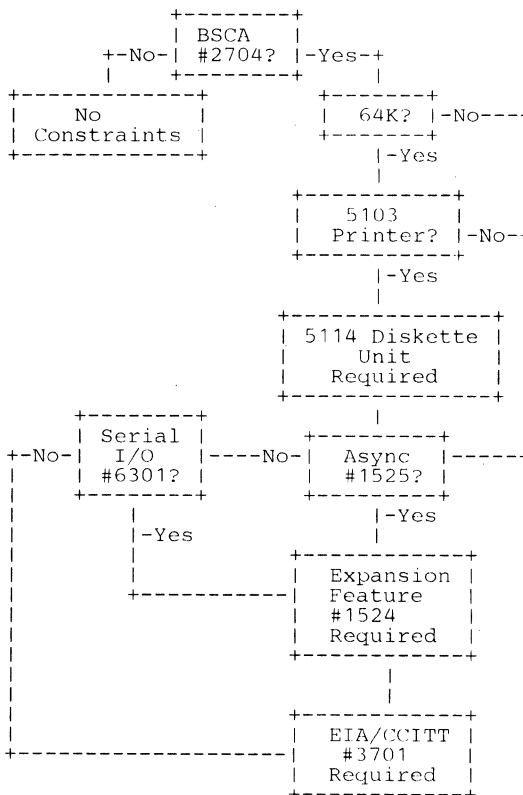 BSCA
+-No-| #2704? |-Yes-+
No
Constraints
64K? |-No----
-Yes
5103
Printer? |-No--
-Yes
5114 Diskette
Unit
Required
Serial
+-No-| I/O |----No-| Async
#6301?
#1525?
-Yes
-Yes
Expansion
Feature
#1524
Required
EIA/CCITT
#3701
Required